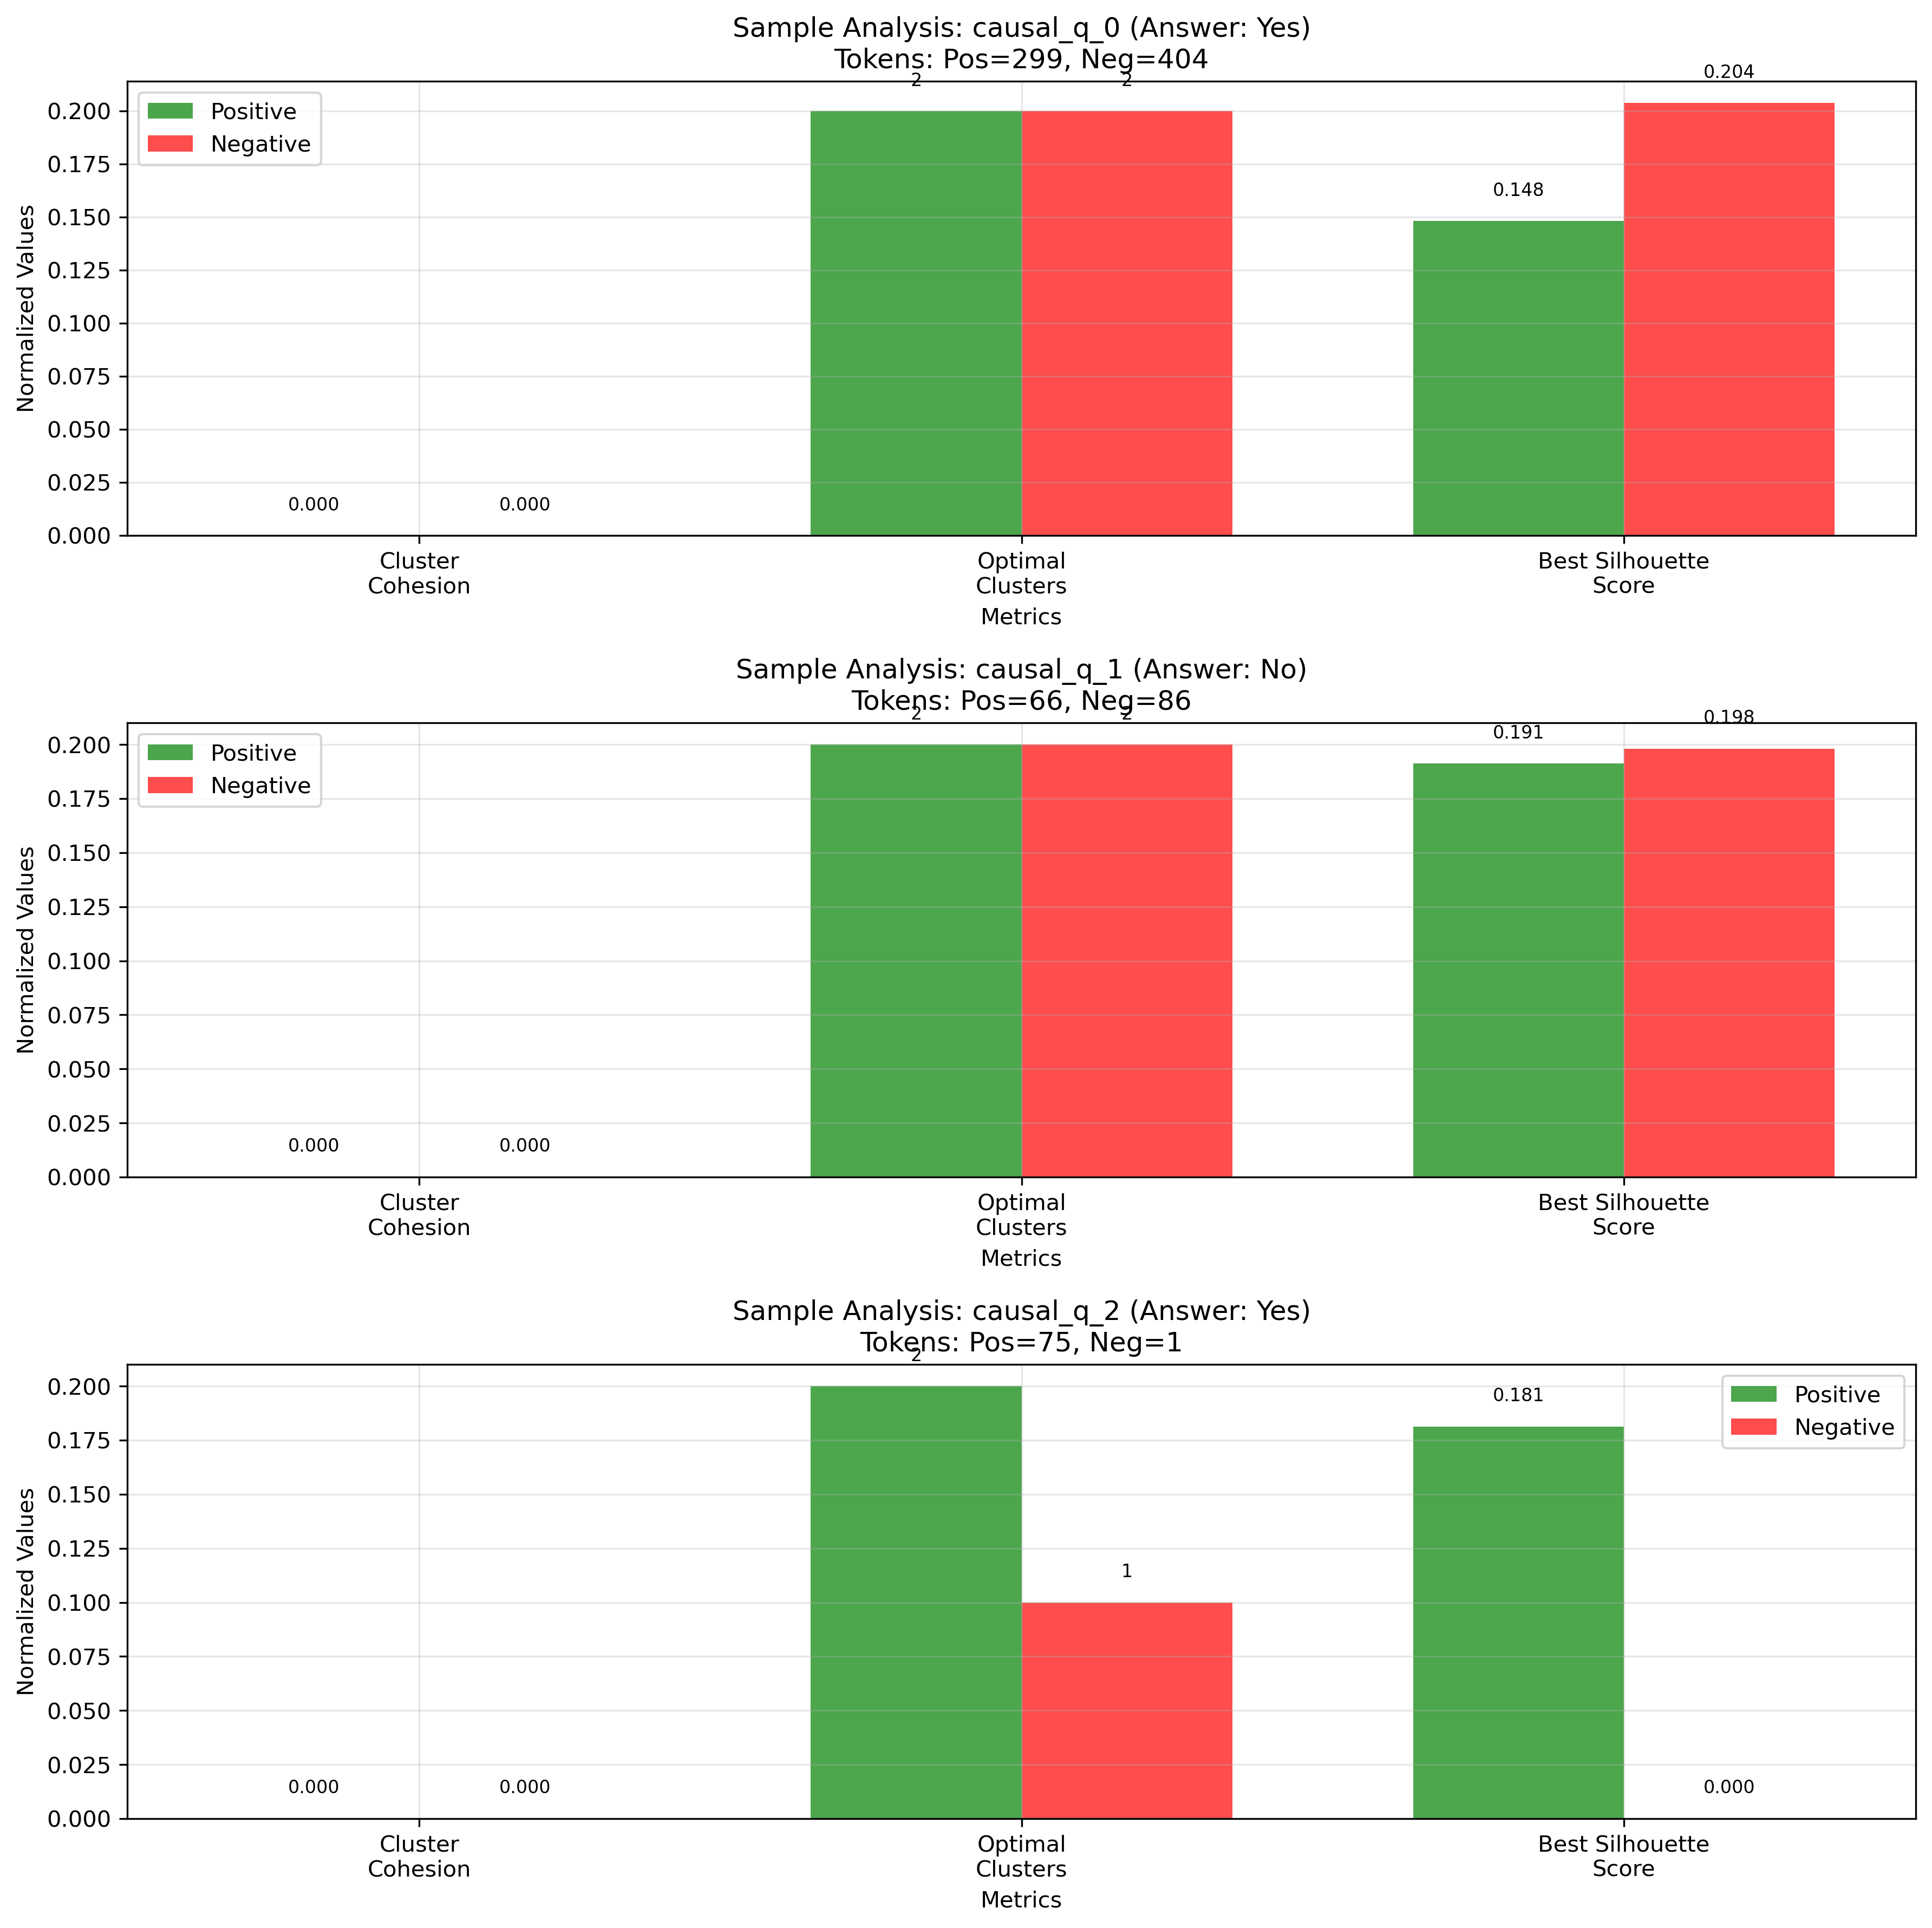 Sample Analysis: causal_q_0 (Answer: Yes)
Tokens: Pos=299, Neg=404
2 2 0.204
0.200
Positive
Negative
0.175
0.148
0.150
0.125
0.100
0.075
0.050
0.025
0.000 0.000
0.000
Normalized Values
Cluster
Cohesion
Optimal
Clusters
Best Silhouette
Score
Metrics
Sample Analysis: causal_q_1 (Answer: No)
Tokens: Pos=66, Neg=86
2 2 0.198
0.191
0.200
Positive
Negative
0.175
0.150
0.125
0.100
0.075
0.050
0.025
0.000 0.000
0.000
Normalized Values
Cluster
Cohesion
Optimal
Clusters
Best Silhouette
Score
Metrics
Sample Analysis: causal_q_2 (Answer: Yes)
Tokens: Pos=75, Neg=1
2
0.200
0.181
Positive
Negative
0.175
0.150
0.125
1
0.100
0.075
0.050
0.025
0.000 0.000 0.000
0.000
Normalized Values
Cluster
Cohesion
Optimal
Clusters
Best Silhouette
Score
Metrics